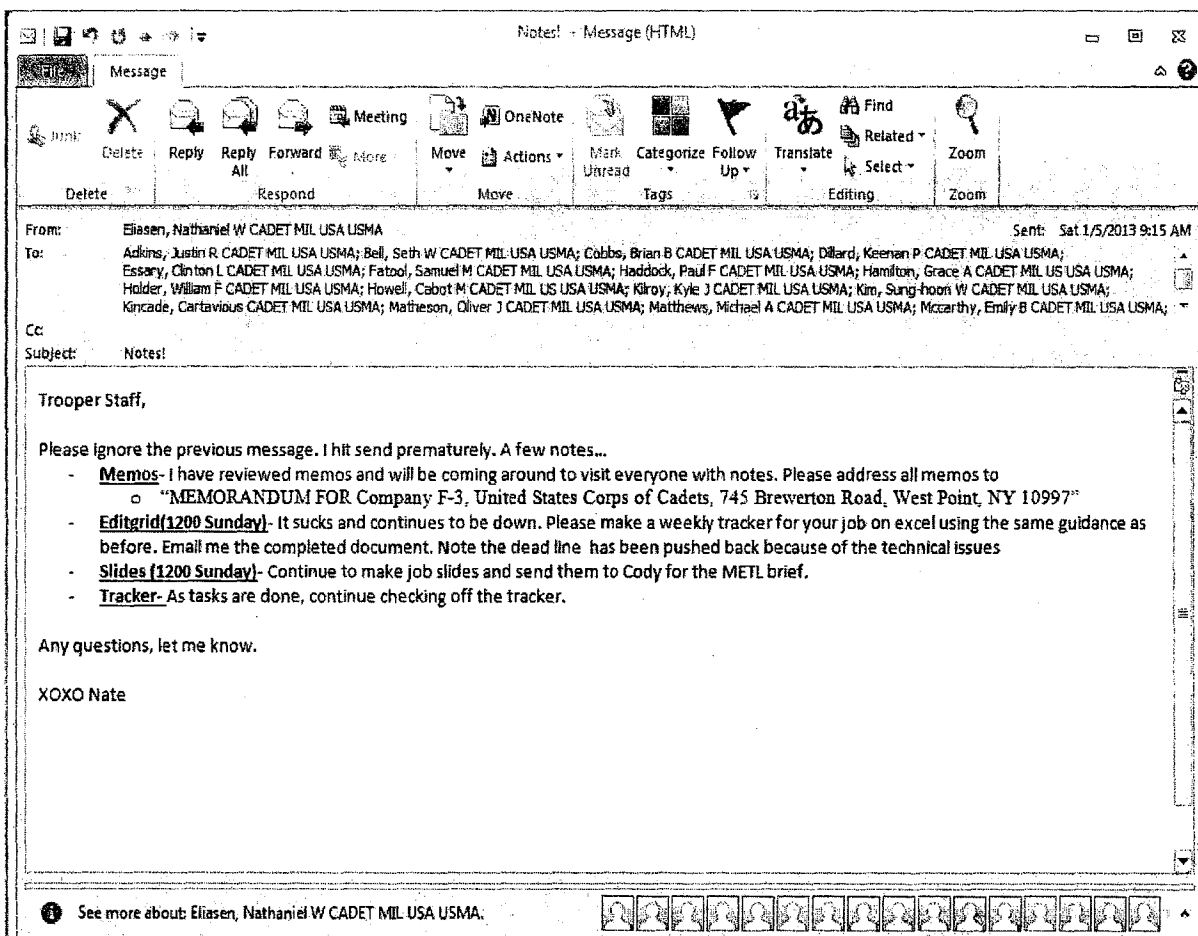 Notes! - Message (HTML)
File Message
Junk Delete Reply Reply All Forward Meeting More Move OneNote Actions Mark Unread Categorize Follow Up Translate Find Related Select Zoom
Delete Respond Move Tags Editing Zoom
From: Eliasen, Nathaniel W CADET MIL USA USMA Sent: Sat 1/5/2013 9:15 AM
To: Adkins, Justin R CADET MIL USA USMA; Bell, Seth W CADET MIL USA USMA; Cobbs, Brian B CADET MIL USA USMA; Dillard, Keenan P CADET MIL USA USMA;
Essary, Clinton L CADET MIL USA USMA; Fatool, Samuel M CADET MIL USA USMA; Haddock, Paul F CADET MIL USA USMA; Hamilton, Grace A CADET MIL US USA USMA;
Holder, William F CADET MIL USA USMA; Howell, Cabot M CADET MIL US USA USMA; Kilroy, Kyle J CADET MIL USA USMA; Kim, Sung-hoon W CADET MIL USA USMA;
Kincade, Cartavious CADET MIL USA USMA; Matheson, Oliver J CADET MIL USA USMA; Matthews, Michael A CADET MIL USA USMA; Mccarthy, Emily B CADET MIL USA USMA;
Cc:
Subject: Notes!
Trooper Staff,
Please ignore the previous message. I hit send prematurely. A few notes...
- Memos- I have reviewed memos and will be coming around to visit everyone with notes. Please address all memos to
o "MEMORANDUM FOR Company F-3, United States Corps of Cadets, 745 Brewerton Road, West Point, NY 10997"
- Editgrid(1200 Sunday)- It sucks and continues to be down. Please make a weekly tracker for your job on excel using the same guidance as
before. Email me the completed document. Note the dead line has been pushed back because of the technical issues
- Slides (1200 Sunday)- Continue to make job slides and send them to Cody for the METL brief.
- Tracker- As tasks are done, continue checking off the tracker.
Any questions, let me know.
XOXO Nate
See more about: Eliasen, Nathaniel W CADET MIL USA USMA.